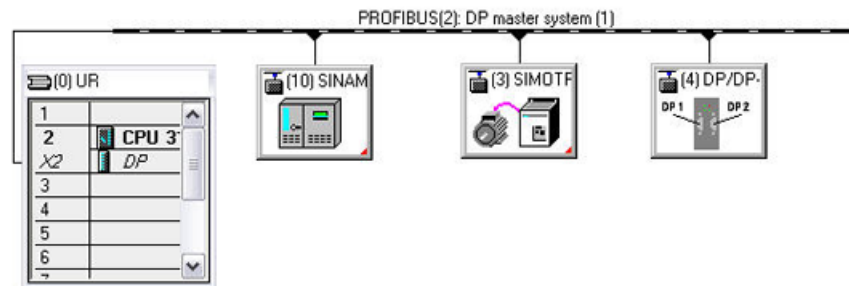 PROFIBUS(2): DP master system (1)
(0) UR
1
2 CPU 3
X2 DP
3
4
5
6
(10) SINAM
(3) SIMOTF
(4) DP/DP-
DP 1 DP 2